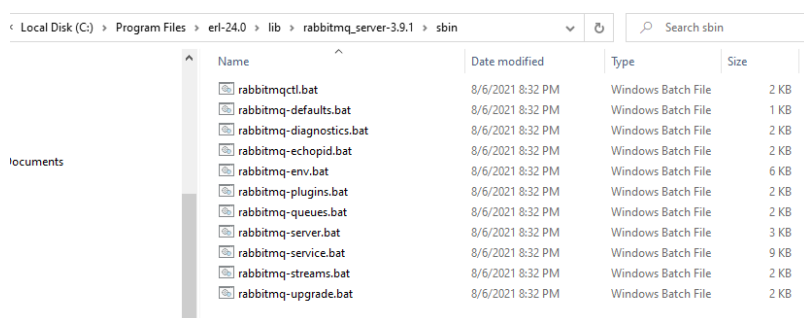 Local Disk (C:) › Program Files › erl-24.0 › lib › rabbitmq_server-3.9.1 › sbin Search sbin
Name Date modified Type Size
rabbitmqctl.bat 8/6/2021 8:32 PM Windows Batch File 2 KB
rabbitmq-defaults.bat 8/6/2021 8:32 PM Windows Batch File 1 KB
rabbitmq-diagnostics.bat 8/6/2021 8:32 PM Windows Batch File 2 KB
rabbitmq-echopid.bat 8/6/2021 8:32 PM Windows Batch File 2 KB
ocuments
rabbitmq-env.bat 8/6/2021 8:32 PM Windows Batch File 6 KB
rabbitmq-plugins.bat 8/6/2021 8:32 PM Windows Batch File 2 KB
rabbitmq-queues.bat 8/6/2021 8:32 PM Windows Batch File 2 KB
rabbitmq-server.bat 8/6/2021 8:32 PM Windows Batch File 3 KB
rabbitmq-service.bat 8/6/2021 8:32 PM Windows Batch File 9 KB
rabbitmq-streams.bat 8/6/2021 8:32 PM Windows Batch File 2 KB
rabbitmq-upgrade.bat 8/6/2021 8:32 PM Windows Batch File 2 KB